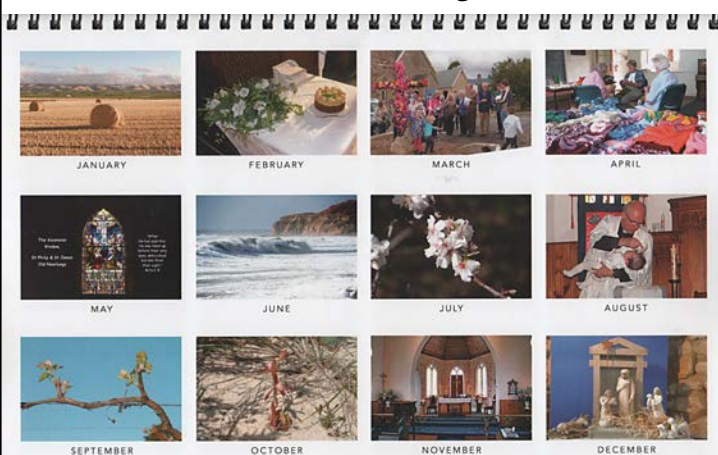 JANUARY
FEBRUARY
MARCH
APRIL
The Ascension
Window,
St Philip & St James
Old Noarlunga
MAY
JUNE
JULY
AUGUST
SEPTEMBER
OCTOBER
NOVEMBER
DECEMBER